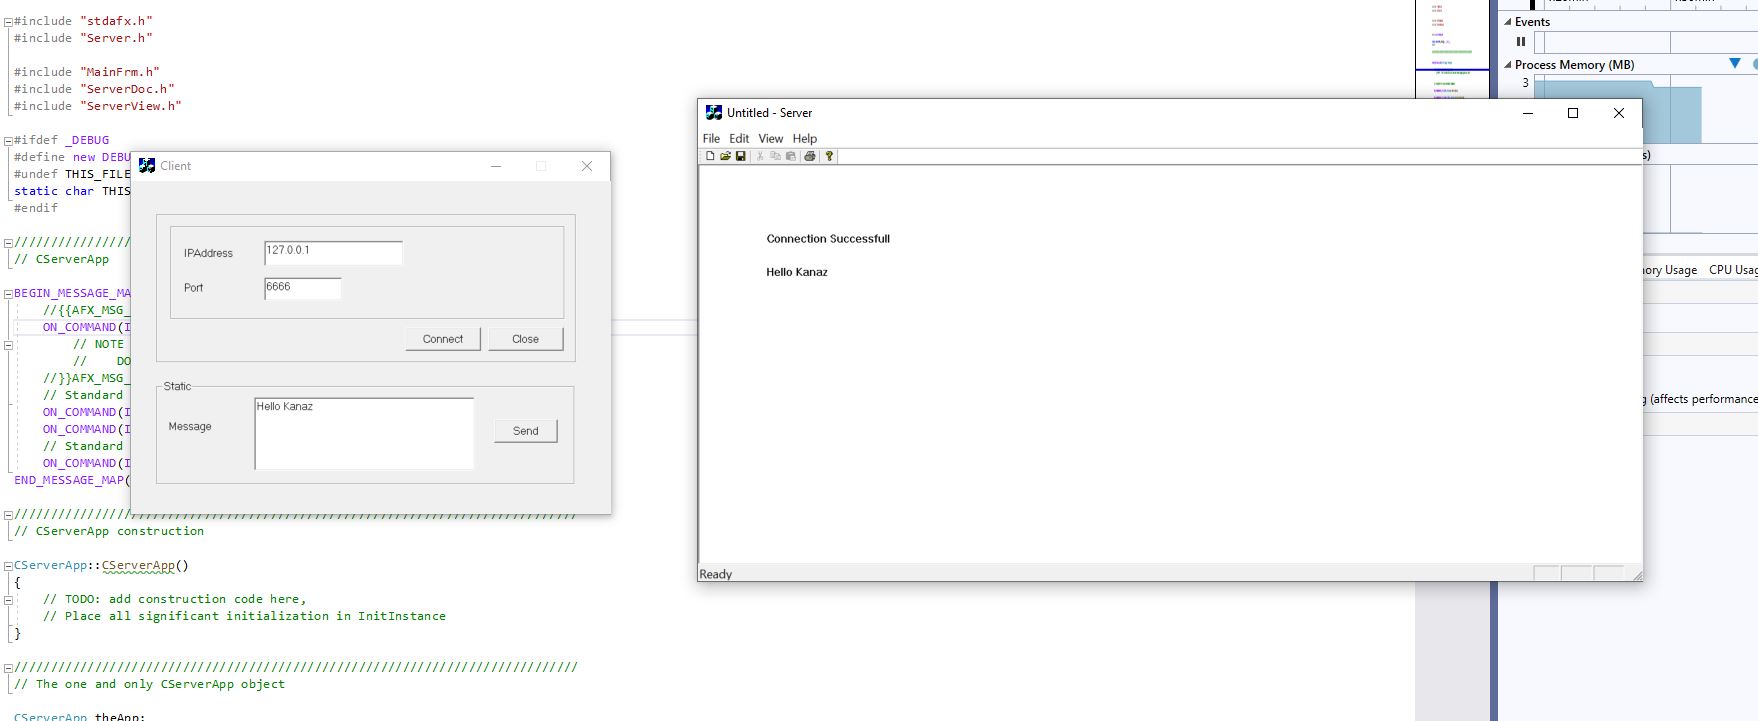 #include "stdafx.h"
#include "Server.h"
#include "MainFrm.h"
#include "ServerDoc.h"
#include "ServerView.h"
#ifdef _DEBUG
#define new DEBU
#undef THIS_FILE
static char THIS
#endif
////////////////
// CServerApp
BEGIN_MESSAGE_MA
//{{AFX_MSG_
ON_COMMAND(I
// NOTE
// DO
//}}AFX_MSG_
// Standard
ON_COMMAND(I
ON_COMMAND(I
// Standard
ON_COMMAND(I
END_MESSAGE_MAP(
/////////////////////////////////////////////////////////////////////////////
// CServerApp construction
CServerApp::CServerApp()
{
// TODO: add construction code here,
// Place all significant initialization in InitInstance
}
/////////////////////////////////////////////////////////////////////////////
// The one and only CServerApp object
CServerApp theApp;
Client
IPAddress
127.0.0.1
Port
6666
Connect
Close
Static
Message
Hello Kanaz
Send
Untitled - Server
File Edit View Help
Connection Successfull
Hello Kanaz
Ready
Events
Process Memory (MB)
3
s)
ory Usage
CPU Usag
g (affects performance